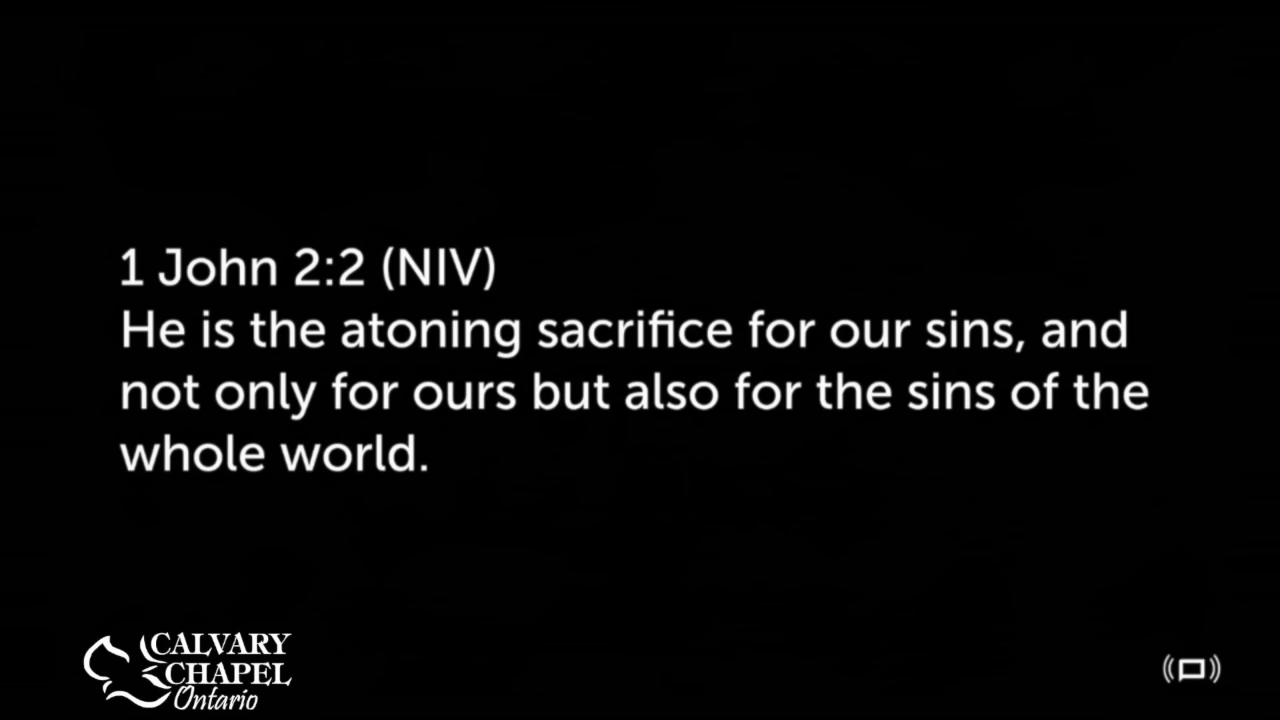 1 John 2:2 (NIV)
He is the atoning sacrifice for our sins, and
not only for ours but also for the sins of the
whole world.
CALVARY
CHAPEL
Ontario